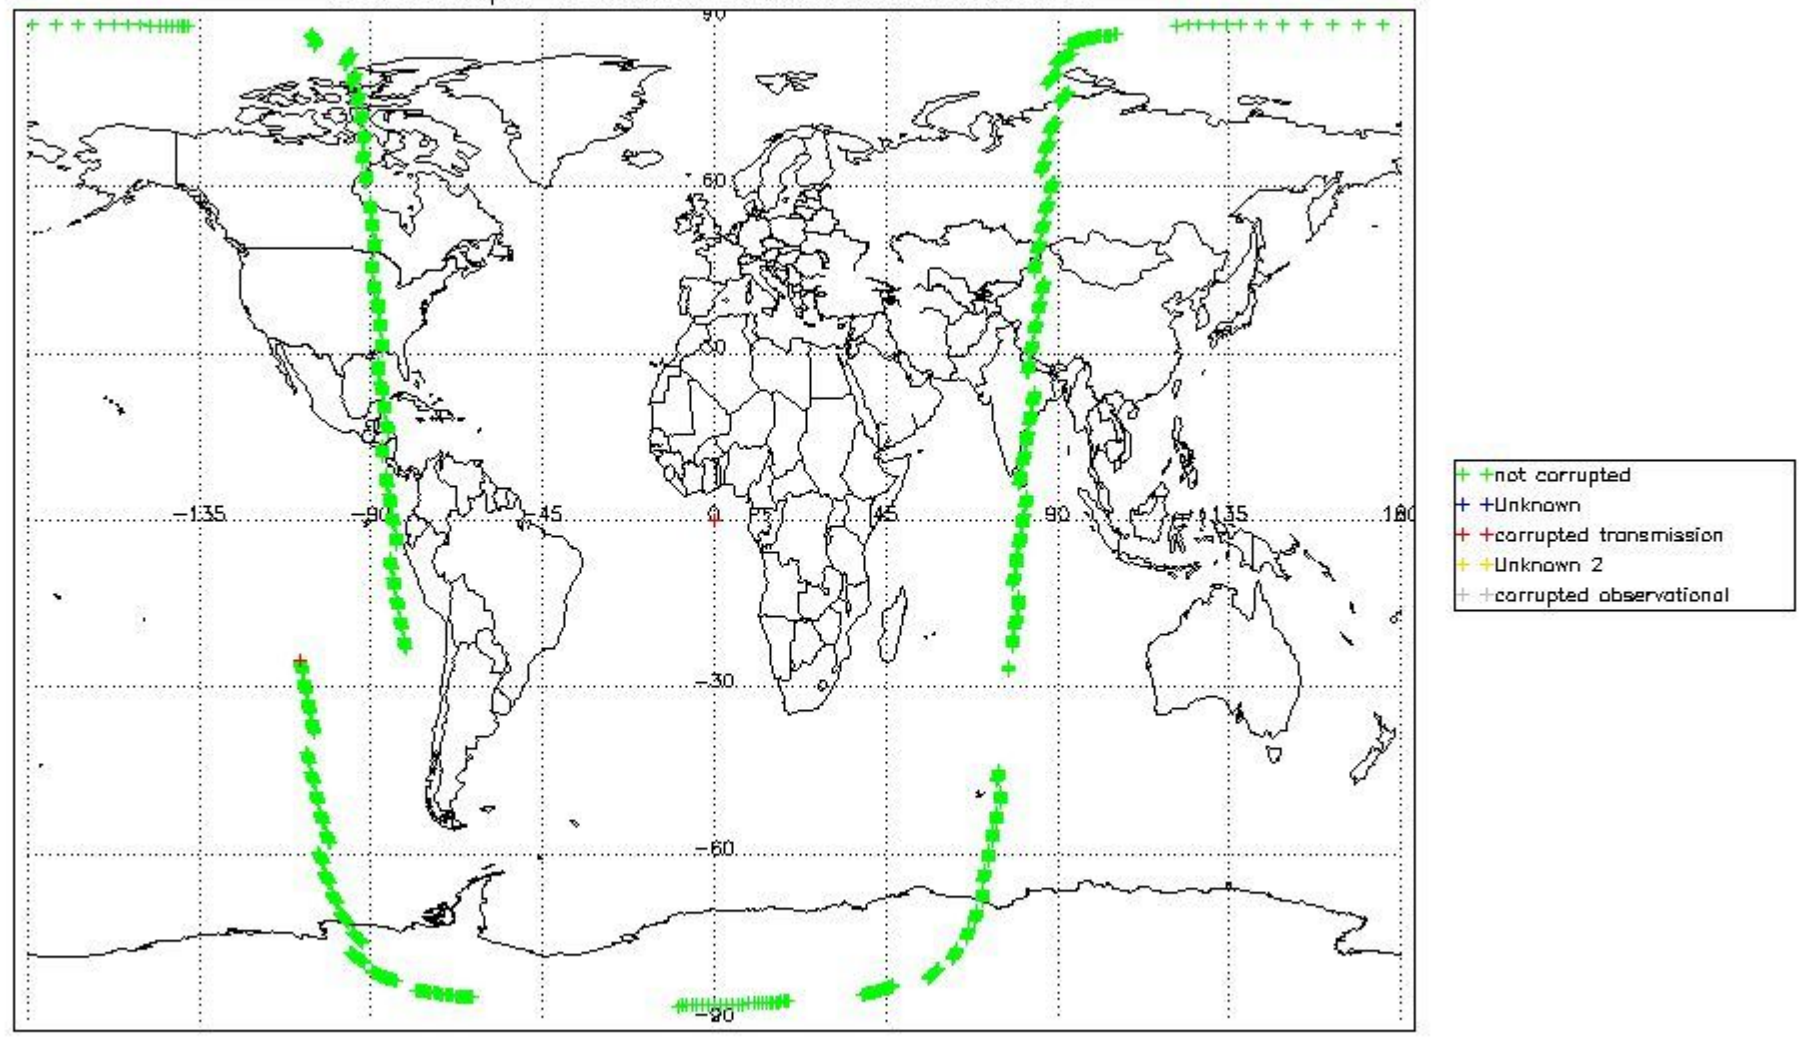 90
60
30
-135 -90 -45 0 45 90 135 180
-30
-60
-90
not corrupted
Unknown
corrupted transmission
Unknown 2
corrupted observational